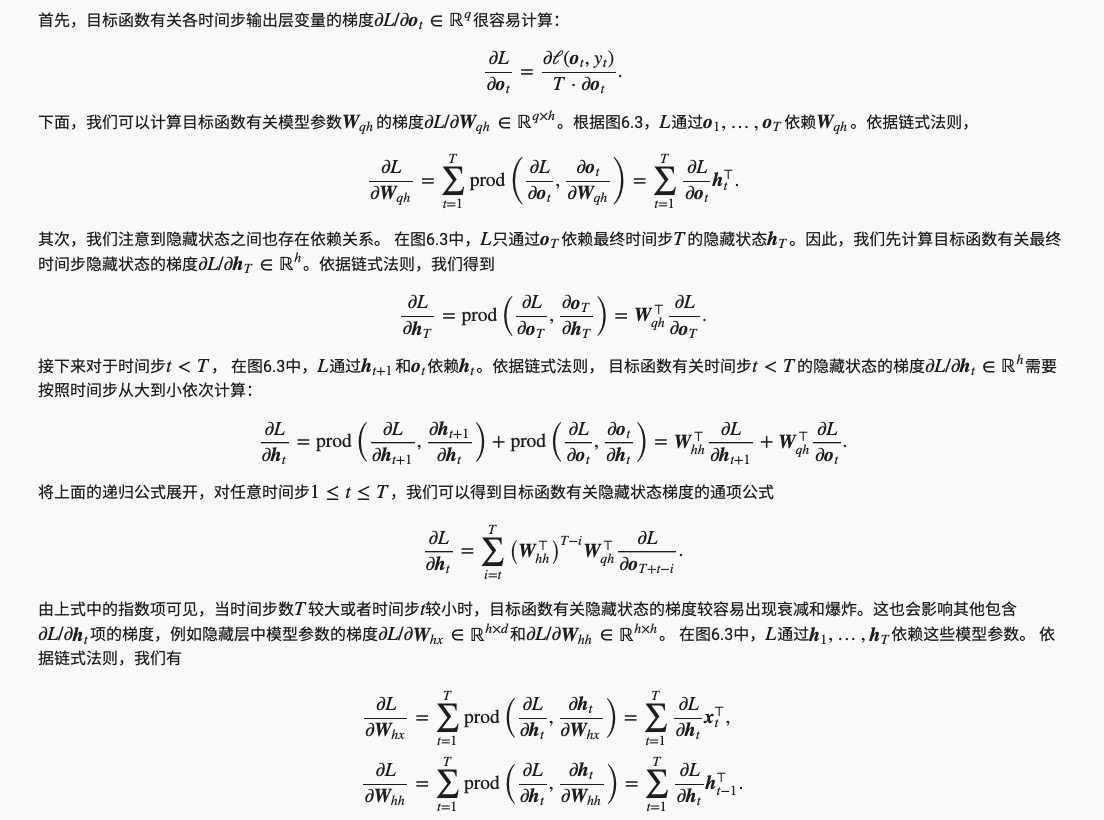 首先，目标函数有关各时间步输出层变量的梯度$\partial L/\partial \boldsymbol{o}_t \in \mathbb{R}^q$很容易计算：
$$\frac{\partial L}{\partial \boldsymbol{o}_t} = \frac{\partial \ell(\boldsymbol{o}_t, y_t)}{T \cdot \partial \boldsymbol{o}_t}.$$
下面，我们可以计算目标函数有关模型参数$\boldsymbol{W}_{qh}$的梯度$\partial L/\partial \boldsymbol{W}_{qh} \in \mathbb{R}^{q \times h}$。根据图6.3，$L$通过$\boldsymbol{o}_1, \ldots, \boldsymbol{o}_T$依赖$\boldsymbol{W}_{qh}$。依据链式法则，
$$\frac{\partial L}{\partial \boldsymbol{W}_{qh}} = \sum_{t=1}^{T} \text{prod}\left(\frac{\partial L}{\partial \boldsymbol{o}_t}, \frac{\partial \boldsymbol{o}_t}{\partial \boldsymbol{W}_{qh}}\right) = \sum_{t=1}^{T} \frac{\partial L}{\partial \boldsymbol{o}_t} \boldsymbol{h}_t^\top.$$
其次，我们注意到隐藏状态之间也存在依赖关系。 在图6.3中，$L$只通过$\boldsymbol{o}_T$依赖最终时间步$T$的隐藏状态$\boldsymbol{h}_T$。因此，我们先计算目标函数有关最终
时间步隐藏状态的梯度$\partial L/\partial \boldsymbol{h}_T \in \mathbb{R}^h$。依据链式法则，我们得到
$$\frac{\partial L}{\partial \boldsymbol{h}_T} = \text{prod}\left(\frac{\partial L}{\partial \boldsymbol{o}_T}, \frac{\partial \boldsymbol{o}_T}{\partial \boldsymbol{h}_T}\right) = \boldsymbol{W}_{qh}^\top \frac{\partial L}{\partial \boldsymbol{o}_T}.$$
接下来对于时间步$t < T$， 在图6.3中，$L$通过$\boldsymbol{h}_{t+1}$和$\boldsymbol{o}_t$依赖$\boldsymbol{h}_t$。依据链式法则， 目标函数有关时间步$t < T$的隐藏状态的梯度$\partial L/\partial \boldsymbol{h}_t \in \mathbb{R}^h$需要
按照时间步从大到小依次计算：
$$\frac{\partial L}{\partial \boldsymbol{h}_t} = \text{prod}\left(\frac{\partial L}{\partial \boldsymbol{h}_{t+1}}, \frac{\partial \boldsymbol{h}_{t+1}}{\partial \boldsymbol{h}_t}\right) + \text{prod}\left(\frac{\partial L}{\partial \boldsymbol{o}_t}, \frac{\partial \boldsymbol{o}_t}{\partial \boldsymbol{h}_t}\right) = \boldsymbol{W}_{hh}^\top \frac{\partial L}{\partial \boldsymbol{h}_{t+1}} + \boldsymbol{W}_{qh}^\top \frac{\partial L}{\partial \boldsymbol{o}_t}.$$
将上面的递归公式展开，对任意时间步$1 \leq t \leq T$，我们可以得到目标函数有关隐藏状态梯度的通项公式
$$\frac{\partial L}{\partial \boldsymbol{h}_t} = \sum_{i=t}^{T} \left(\boldsymbol{W}_{hh}^\top\right)^{T-i} \boldsymbol{W}_{qh}^\top \frac{\partial L}{\partial \boldsymbol{o}_{T+t-i}}.$$
由上式中的指数项可见，当时间步数$T$较大或者时间步$t$较小时，目标函数有关隐藏状态的梯度较容易出现衰减和爆炸。这也会影响其他包含
$\partial L/\partial \boldsymbol{h}_t$项的梯度，例如隐藏层中模型参数的梯度$\partial L/\partial \boldsymbol{W}_{hx} \in \mathbb{R}^{h \times d}$和$\partial L/\partial \boldsymbol{W}_{hh} \in \mathbb{R}^{h \times h}$。 在图6.3中，$L$通过$\boldsymbol{h}_1, \ldots, \boldsymbol{h}_T$依赖这些模型参数。 依
据链式法则，我们有
$$\frac{\partial L}{\partial \boldsymbol{W}_{hx}} = \sum_{t=1}^{T} \text{prod}\left(\frac{\partial L}{\partial \boldsymbol{h}_t}, \frac{\partial \boldsymbol{h}_t}{\partial \boldsymbol{W}_{hx}}\right) = \sum_{t=1}^{T} \frac{\partial L}{\partial \boldsymbol{h}_t} \boldsymbol{x}_t^\top,$$
$$\frac{\partial L}{\partial \boldsymbol{W}_{hh}} = \sum_{t=1}^{T} \text{prod}\left(\frac{\partial L}{\partial \boldsymbol{h}_t}, \frac{\partial \boldsymbol{h}_t}{\partial \boldsymbol{W}_{hh}}\right) = \sum_{t=1}^{T} \frac{\partial L}{\partial \boldsymbol{h}_t} \boldsymbol{h}_{t-1}^\top.$$